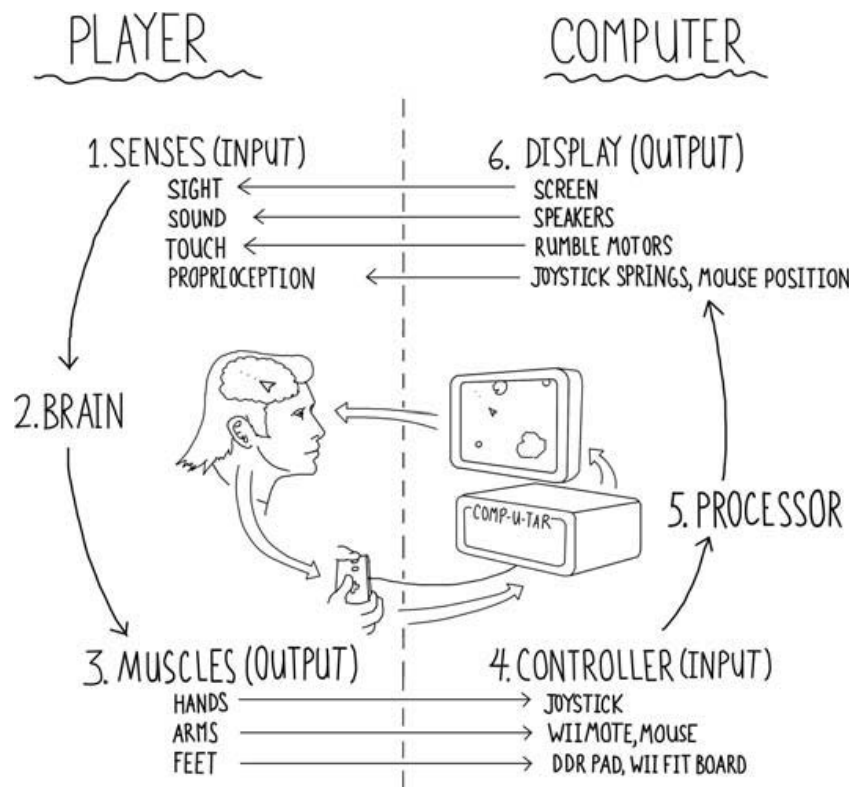 PLAYER
COMPUTER
1. SENSES (INPUT)
SIGHT
SOUND
TOUCH
PROPRIOCEPTION
6. DISPLAY (OUTPUT)
SCREEN
SPEAKERS
RUMBLE MOTORS
JOYSTICK SPRINGS, MOUSE POSITION
2. BRAIN
COMP-U-TAR
5. PROCESSOR
3. MUSCLES (OUTPUT)
HANDS
ARMS
FEET
4. CONTROLLER (INPUT)
JOYSTICK
WIIMOTE, MOUSE
DDR PAD, WII FIT BOARD